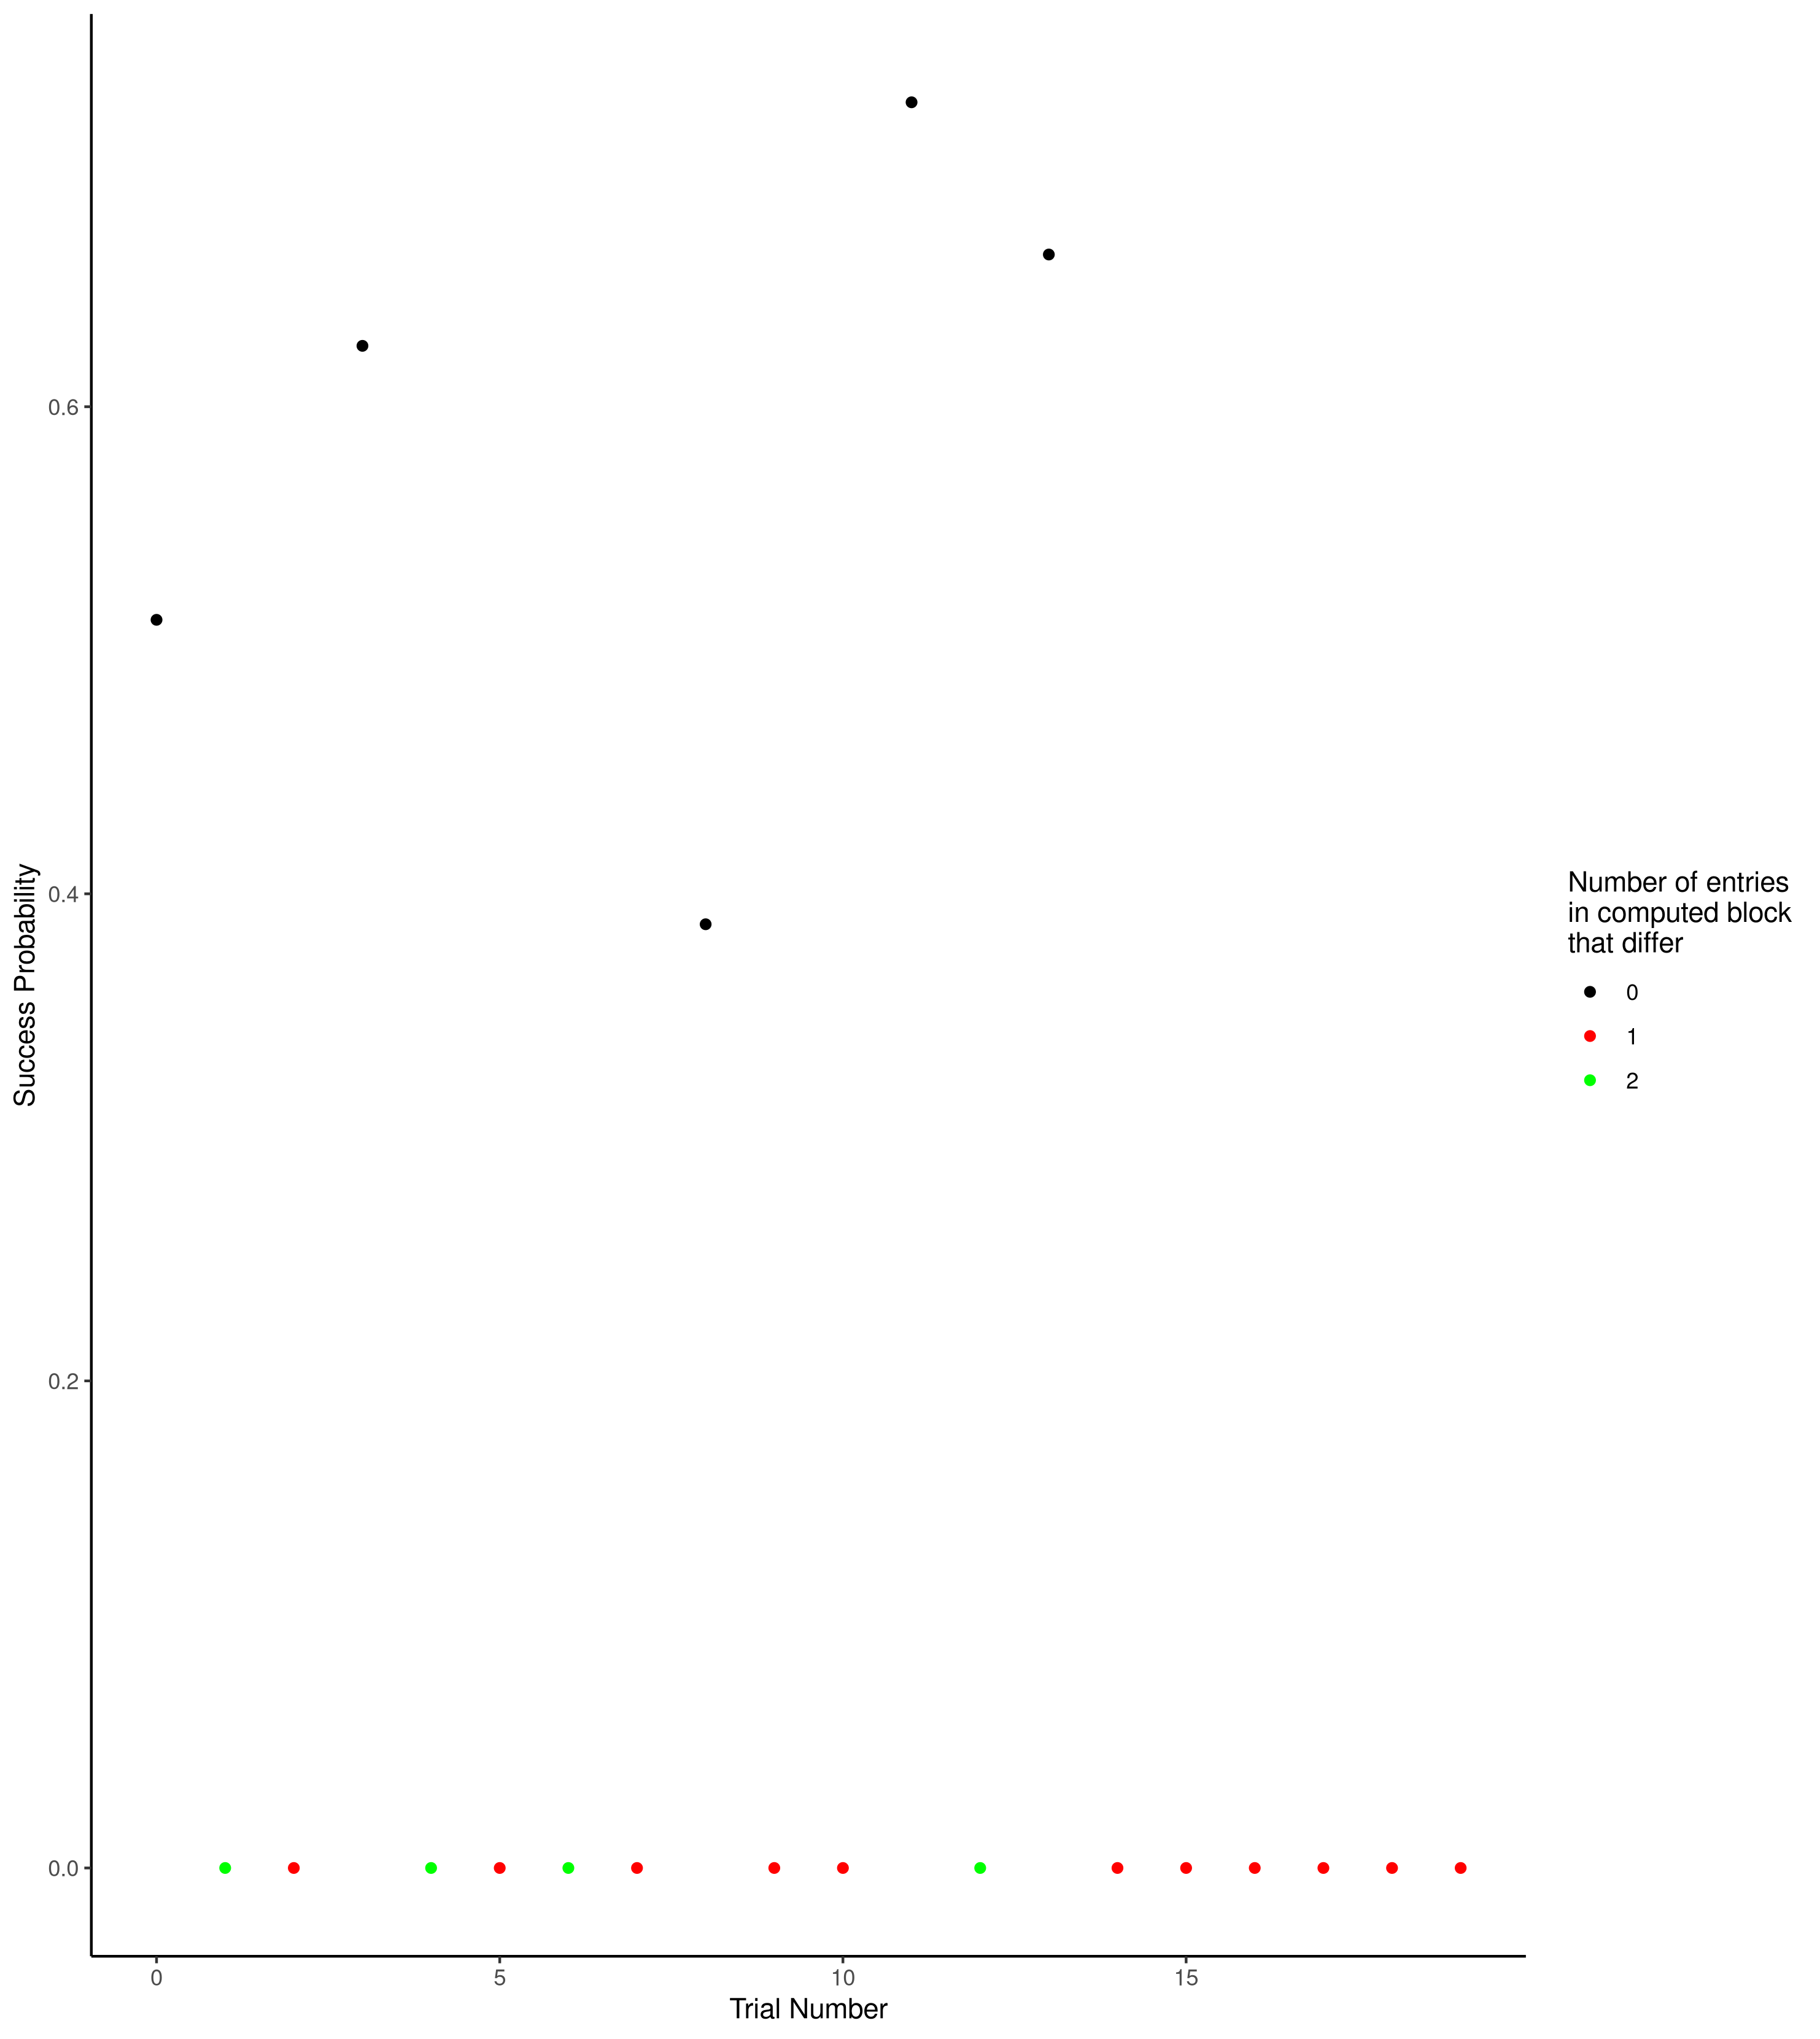 0.6
0.4
0.2
0.0
Success Probability
0 5 10 15
Trial Number
Number of entries
in computed block
that differ
0
1
2